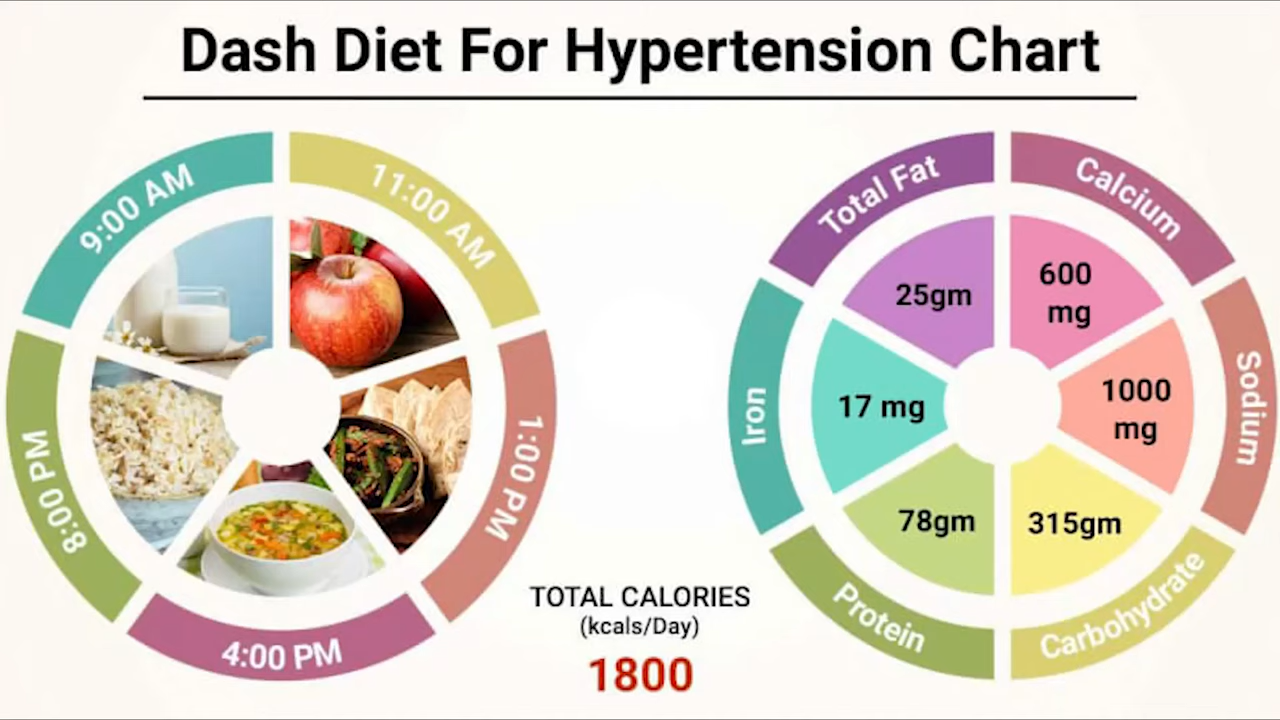 Dash Diet For Hypertension Chart
9:00 AM
11:00 AM
1:00 PM
4:00 PM
8:00 PM
TOTAL CALORIES
(kcals/Day)
1800
Total Fat
25gm
Calcium
600
mg
Sodium
1000
mg
Carbohydrate
315gm
Protein
78gm
Iron
17 mg